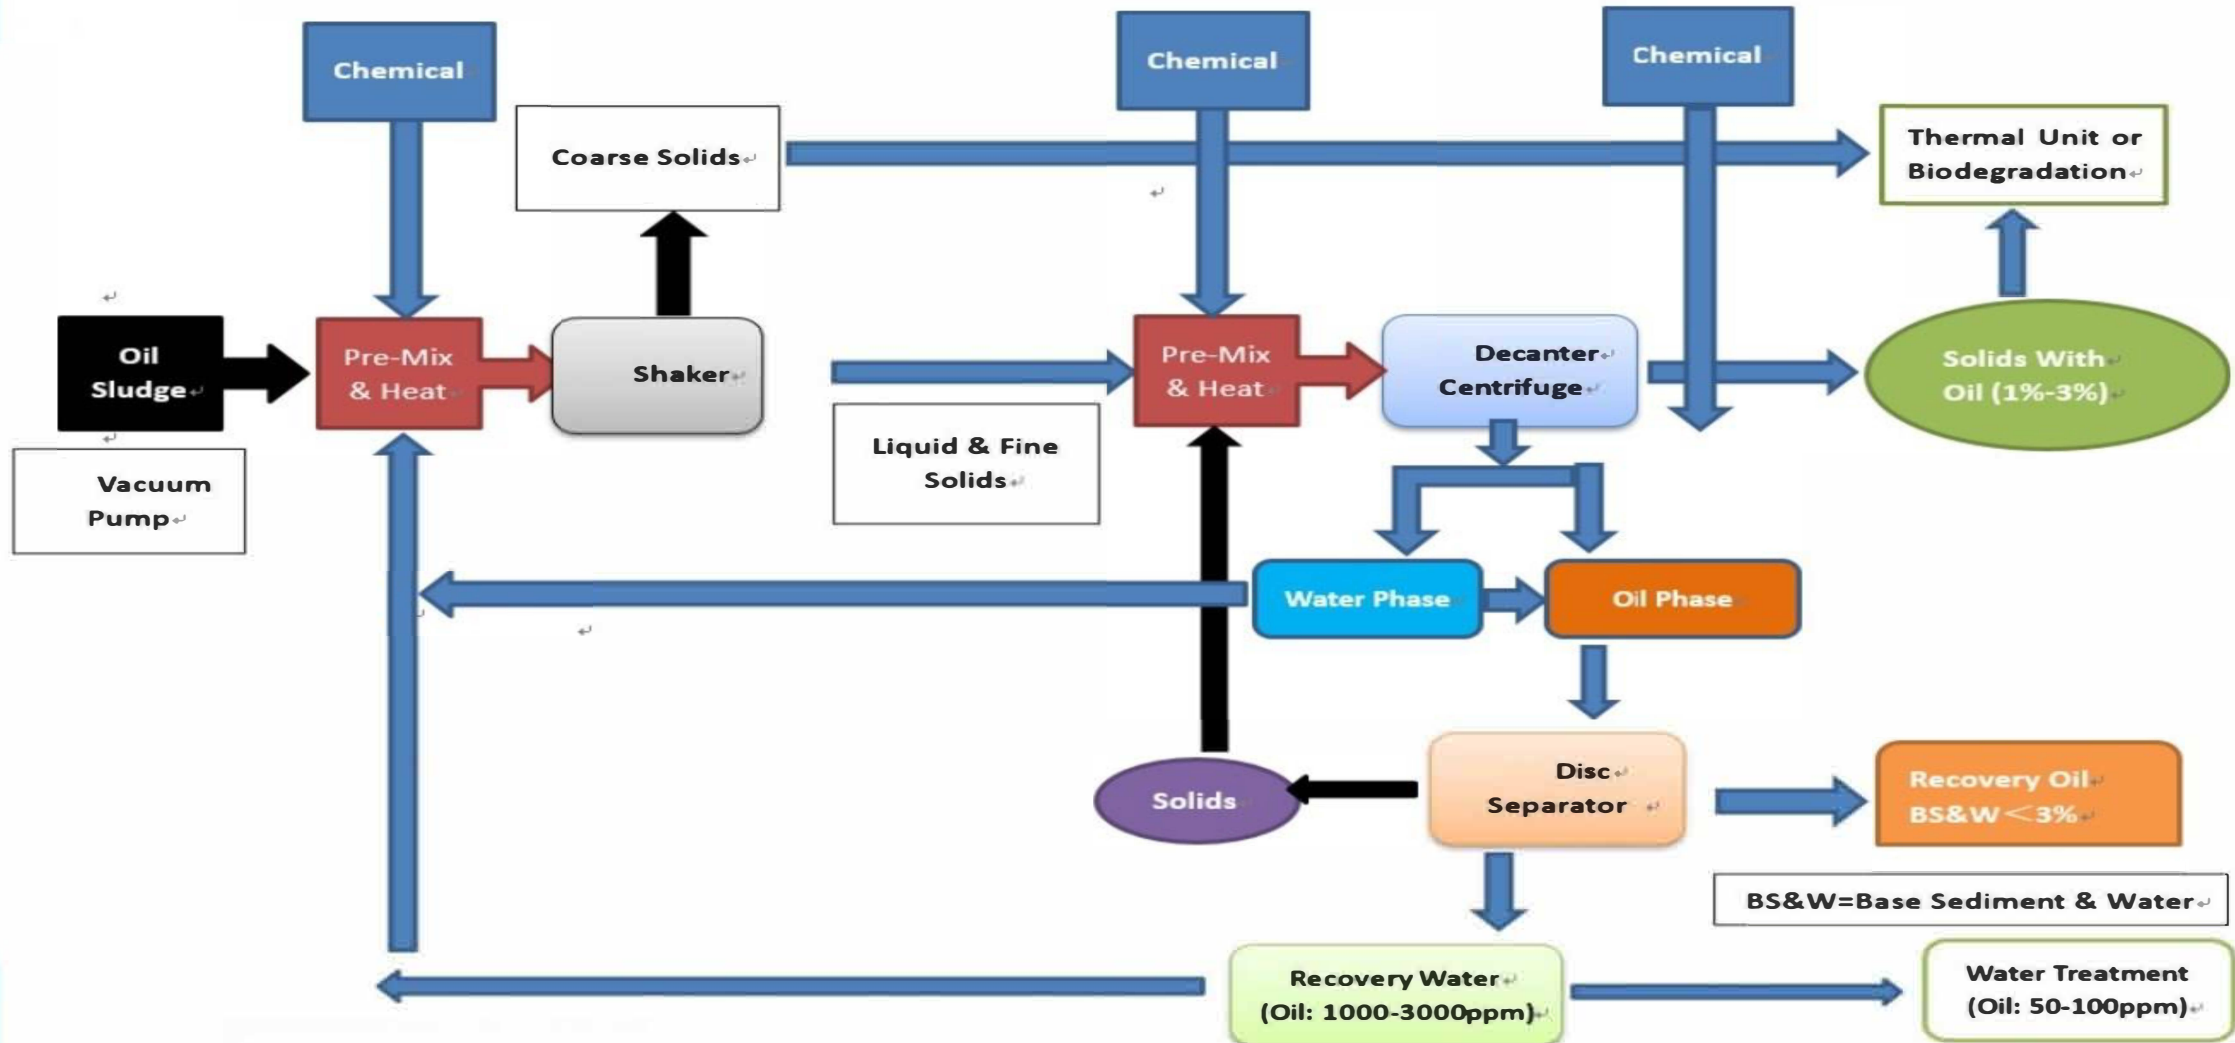 Chemical
Chemical
Chemical
Coarse Solids
Thermal Unit or
Biodegradation
Oil
Sludge
Pre-Mix
& Heat
Shaker
Pre-Mix
& Heat
Decanter
Centrifuge
Solids With
Oil (1%-3%)
Vacuum
Pump
Liquid & Fine
Solids
Water Phase
Oil Phase
Solids
Disc
Separator
Recovery Oil
BS&W<3%
BS&W=Base Sediment & Water
Recovery Water
(Oil: 1000-3000ppm)
Water Treatment
(Oil: 50-100ppm)